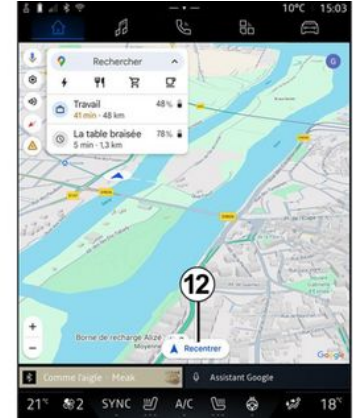 10°C 15:03
Rechercher
G
Travail
48 %
41 min · 48 km
La table braisée
78 %
5 min · 1,3 km
12
+
Borne de recharge Alizé
−
Recentrer
Google
Comme l'aigle - Meak
Assistant Google
21° 2 SYNC A/C 18°